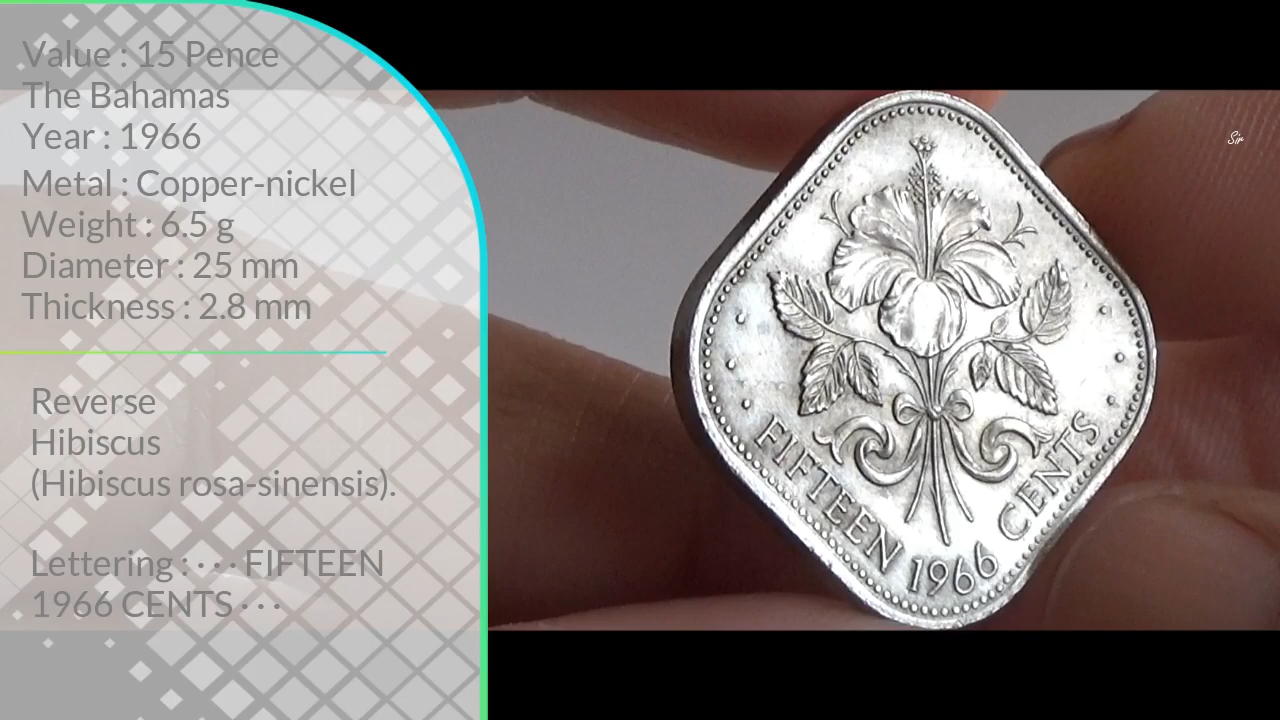 Value : 15 Pence
The Bahamas
Year : 1966
Metal : Copper-nickel
Weight : 6.5 g
Diameter : 25 mm
Thickness : 2.8 mm
Reverse
Hibiscus
(Hibiscus rosa-sinensis).
Lettering : · · · FIFTEEN
1966 CENTS · · ·
FIFTEEN 1966 CENTS
Sir